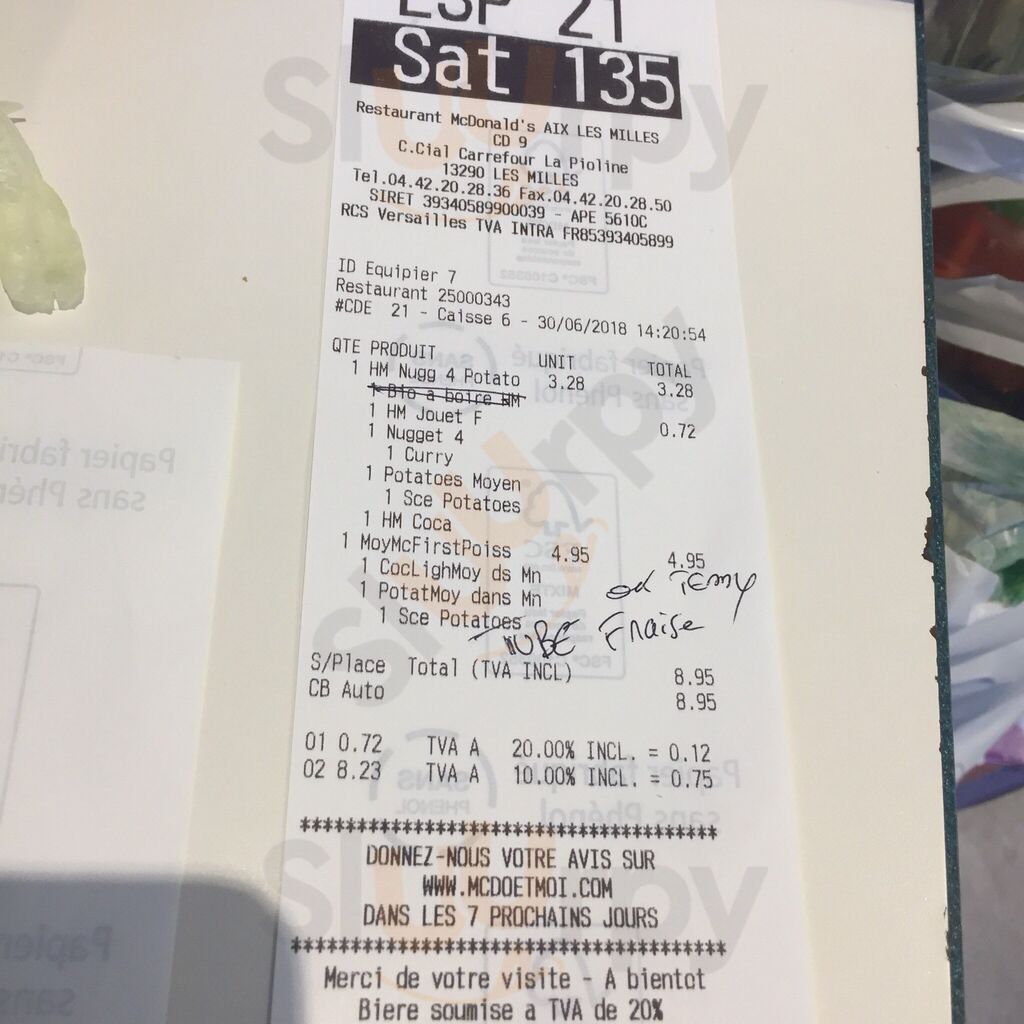 ESP 21
Sat 135
Restaurant McDonald's AIX LES MILLES
CD 9
C.Cial Carrefour La Pioline
13290 LES MILLES
Tel.04.42.20.28.36 Fax.04.42.20.28.50
SIRET 39340589900039 - APE 5610C
RCS Versailles TVA INTRA FR85393405899
ID Equipier 7
Restaurant 25000343
#CDE 21 - Caisse 6 - 30/06/2018 14:20:54
QTE PRODUIT UNIT TOTAL
1 HM Nugg 4 Potato 3.28 3.28
1 Bio a boire HM
1 HM Jouet F 0.72
1 Nugget 4
1 Curry
1 Potatoes Moyen
1 Sce Potatoes
1 HM Coca
1 MoyMcFirstPoiss 4.95 4.95
1 CocLighMoy ds Mn
1 PotatMoy dans Mn
1 Sce Potatoes
Fraise
S/Place Total (TVA INCL) 8.95
CB Auto 8.95
01 0.72 TVA A 20.00% INCL. = 0.12
02 8.23 TVA A 10.00% INCL. = 0.75
****************************************
DONNEZ-NOUS VOTRE AVIS SUR
WWW.MCDOETMOI.COM
DANS LES 7 PROCHAINS JOURS
****************************************
Merci de votre visite - A bientot
Biere soumise a TVA de 20%
Papier fabriqué
sans Phénol
Sluurpy
Sluurpy
Sluurpy